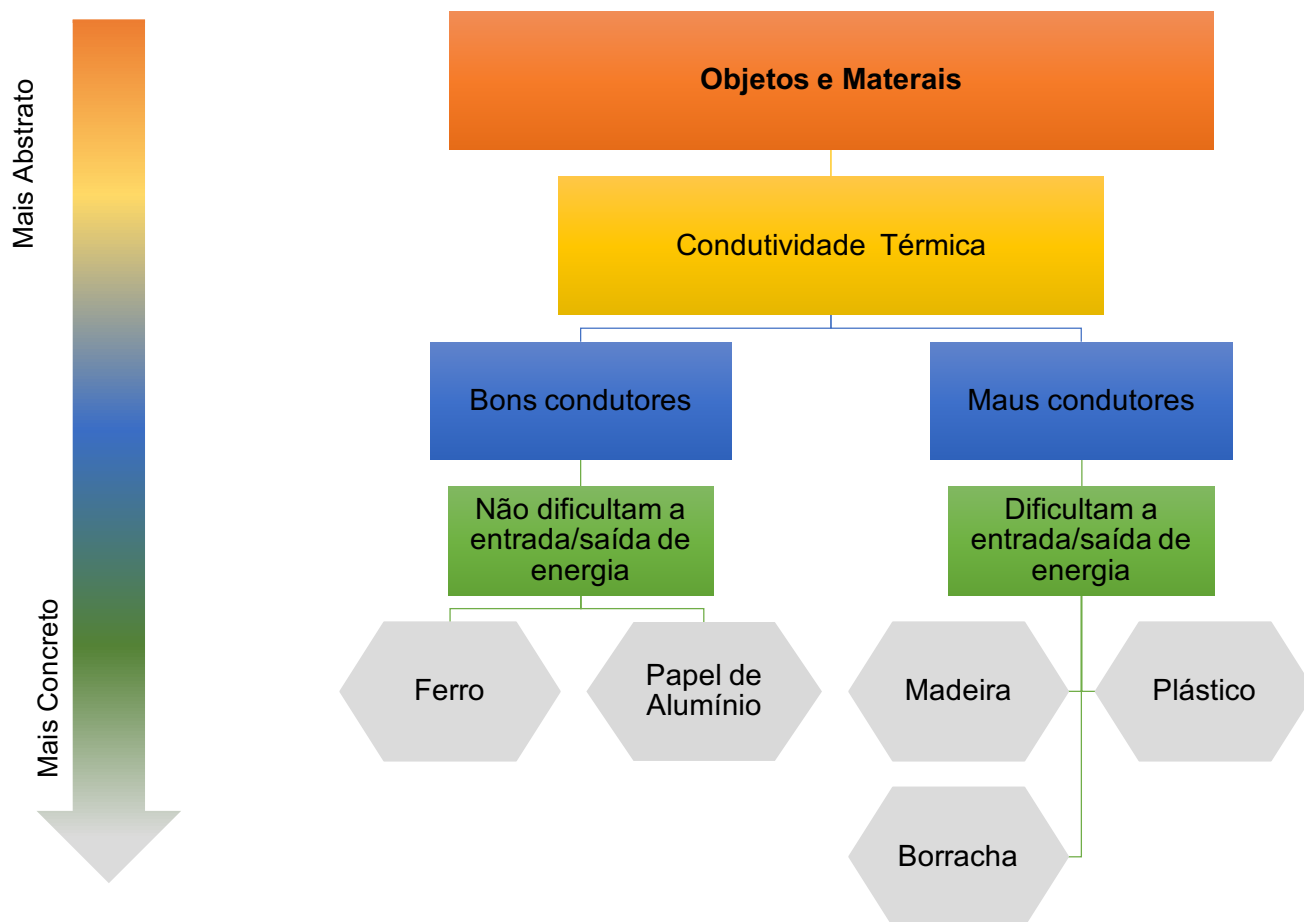 Mais Abstrato
Mais Concreto
Objetos e Materais
Condutividade  Térmica
Bons condutores
Maus condutores
Não dificultam a
entrada/saída de
energia
Dificultam a
entrada/saída de
energia
Ferro
Papel de
Alumínio
Madeira
Plástico
Borracha